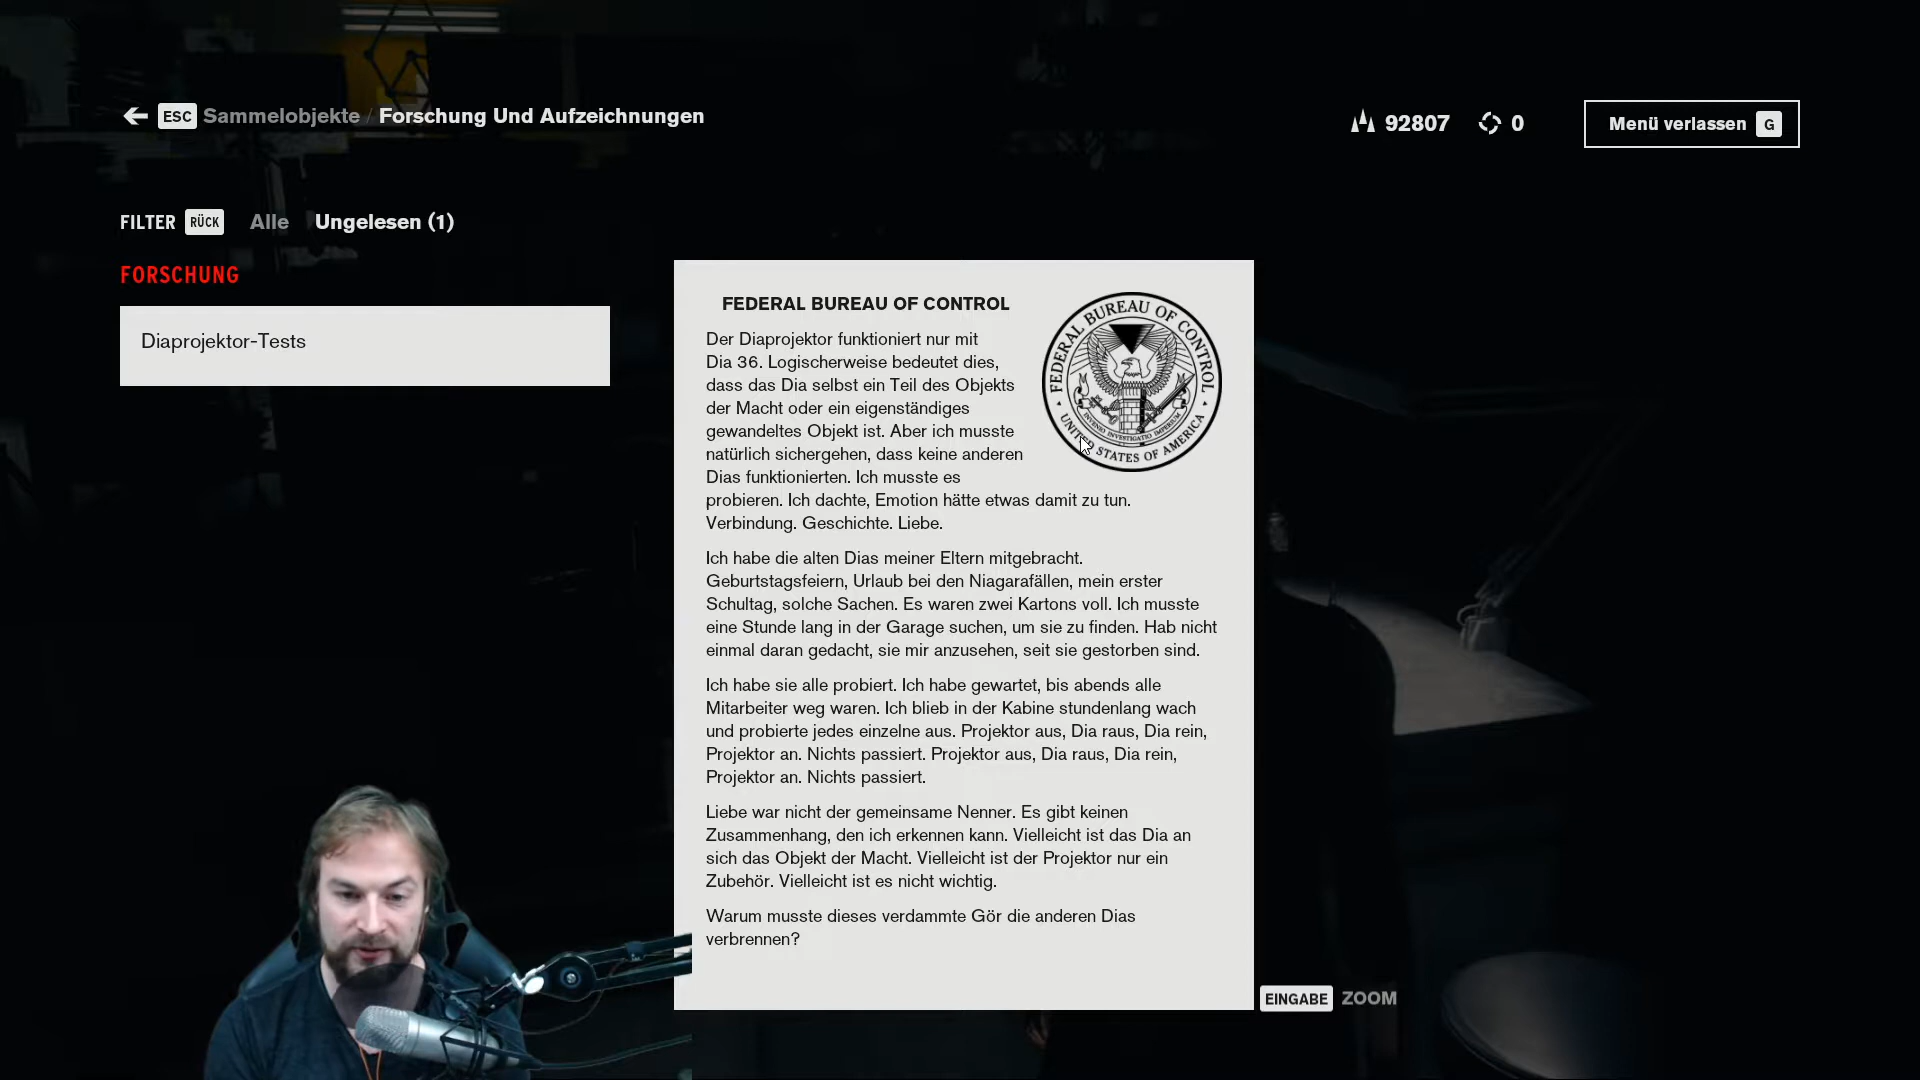 ESC Sammelobjekte / Forschung Und Aufzeichnungen
92807
0
Menü verlassen G
FILTER RÜCK Alle Ungelesen (1)
FORSCHUNG
Diaprojektor-Tests
FEDERAL BUREAU OF CONTROL
FEDERAL BUREAU OF CONTROL
INVENIO INVESTIGATIO IMPERIUM
UNITED STATES OF AMERICA
Der Diaprojektor funktioniert nur mit
Dia 36. Logischerweise bedeutet dies,
dass das Dia selbst ein Teil des Objekts
der Macht oder ein eigenständiges
gewandeltes Objekt ist. Aber ich musste
natürlich sichergehen, dass keine anderen
Dias funktionierten. Ich musste es
probieren. Ich dachte, Emotion hätte etwas damit zu tun.
Verbindung. Geschichte. Liebe.
Ich habe die alten Dias meiner Eltern mitgebracht.
Geburtstagsfeiern, Urlaub bei den Niagarafällen, mein erster
Schultag, solche Sachen. Es waren zwei Kartons voll. Ich musste
eine Stunde lang in der Garage suchen, um sie zu finden. Hab nicht
einmal daran gedacht, sie mir anzusehen, seit sie gestorben sind.
Ich habe sie alle probiert. Ich habe gewartet, bis abends alle
Mitarbeiter weg waren. Ich blieb in der Kabine stundenlang wach
und probierte jedes einzelne aus. Projektor aus, Dia raus, Dia rein,
Projektor an. Nichts passiert. Projektor aus, Dia raus, Dia rein,
Projektor an. Nichts passiert.
Liebe war nicht der gemeinsame Nenner. Es gibt keinen
Zusammenhang, den ich erkennen kann. Vielleicht ist das Dia an
sich das Objekt der Macht. Vielleicht ist der Projektor nur ein
Zubehör. Vielleicht ist es nicht wichtig.
Warum musste dieses verdammte Gör die anderen Dias
verbrennen?
EINGABE ZOOM